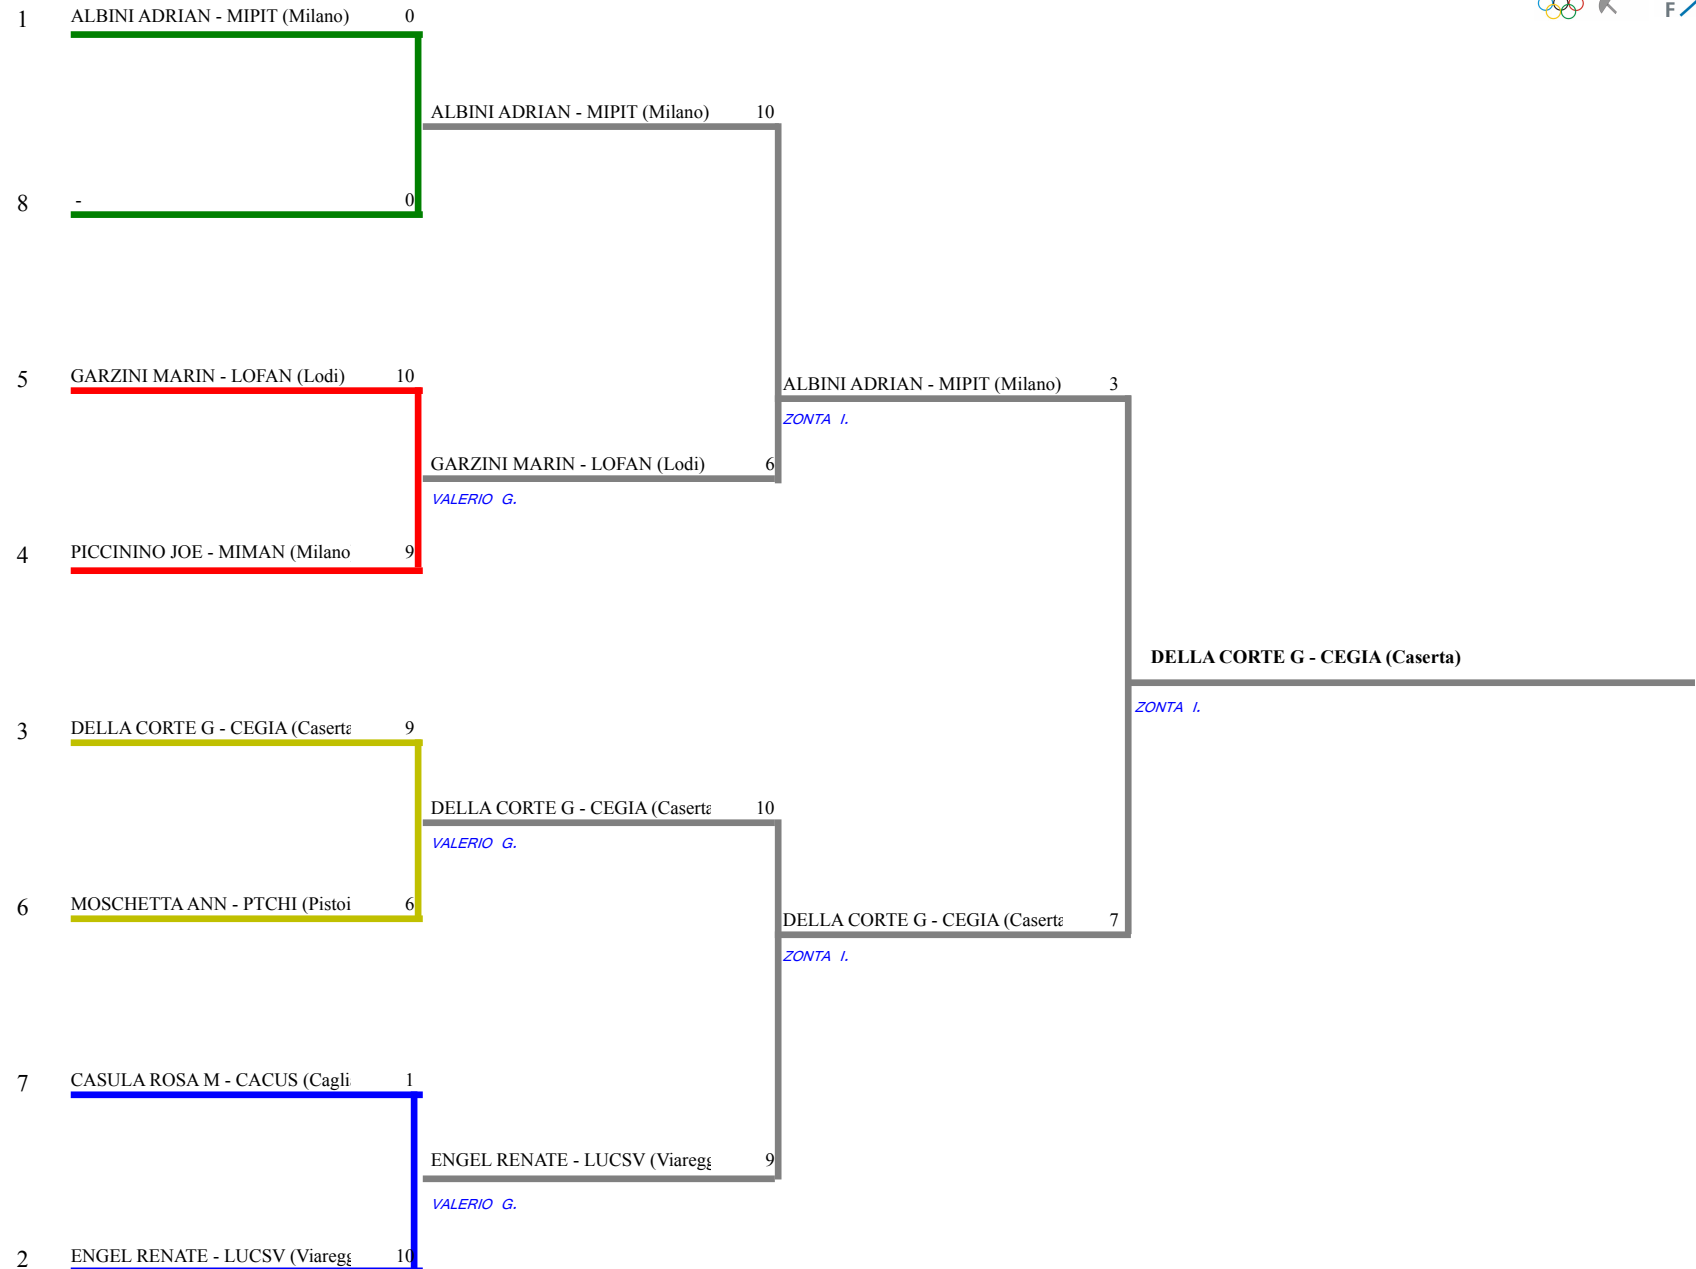 1 ALBINI ADRIAN - MIPIT (Milano) 0
F
ALBINI ADRIAN - MIPIT (Milano) 10
8 - 0
5 GARZINI MARIN - LOFAN (Lodi) 10
ALBINI ADRIAN - MIPIT (Milano) 3
ZONTA I.
GARZINI MARIN - LOFAN (Lodi) 6
VALERIO G.
4 PICCININO JOE - MIMAN (Milano 9
DELLA CORTE G - CEGIA (Caserta)
ZONTA I.
3 DELLA CORTE G - CEGIA (Caserta 9
DELLA CORTE G - CEGIA (Caserta 10
VALERIO G.
6 MOSCHETTA ANN - PTCHI (Pistoi 6
DELLA CORTE G - CEGIA (Caserta 7
ZONTA I.
7 CASULA ROSA M - CACUS (Cagli 1
ENGEL RENATE - LUCSV (Viaregg 9
VALERIO G.
2 ENGEL RENATE - LUCSV (Viaregg 10